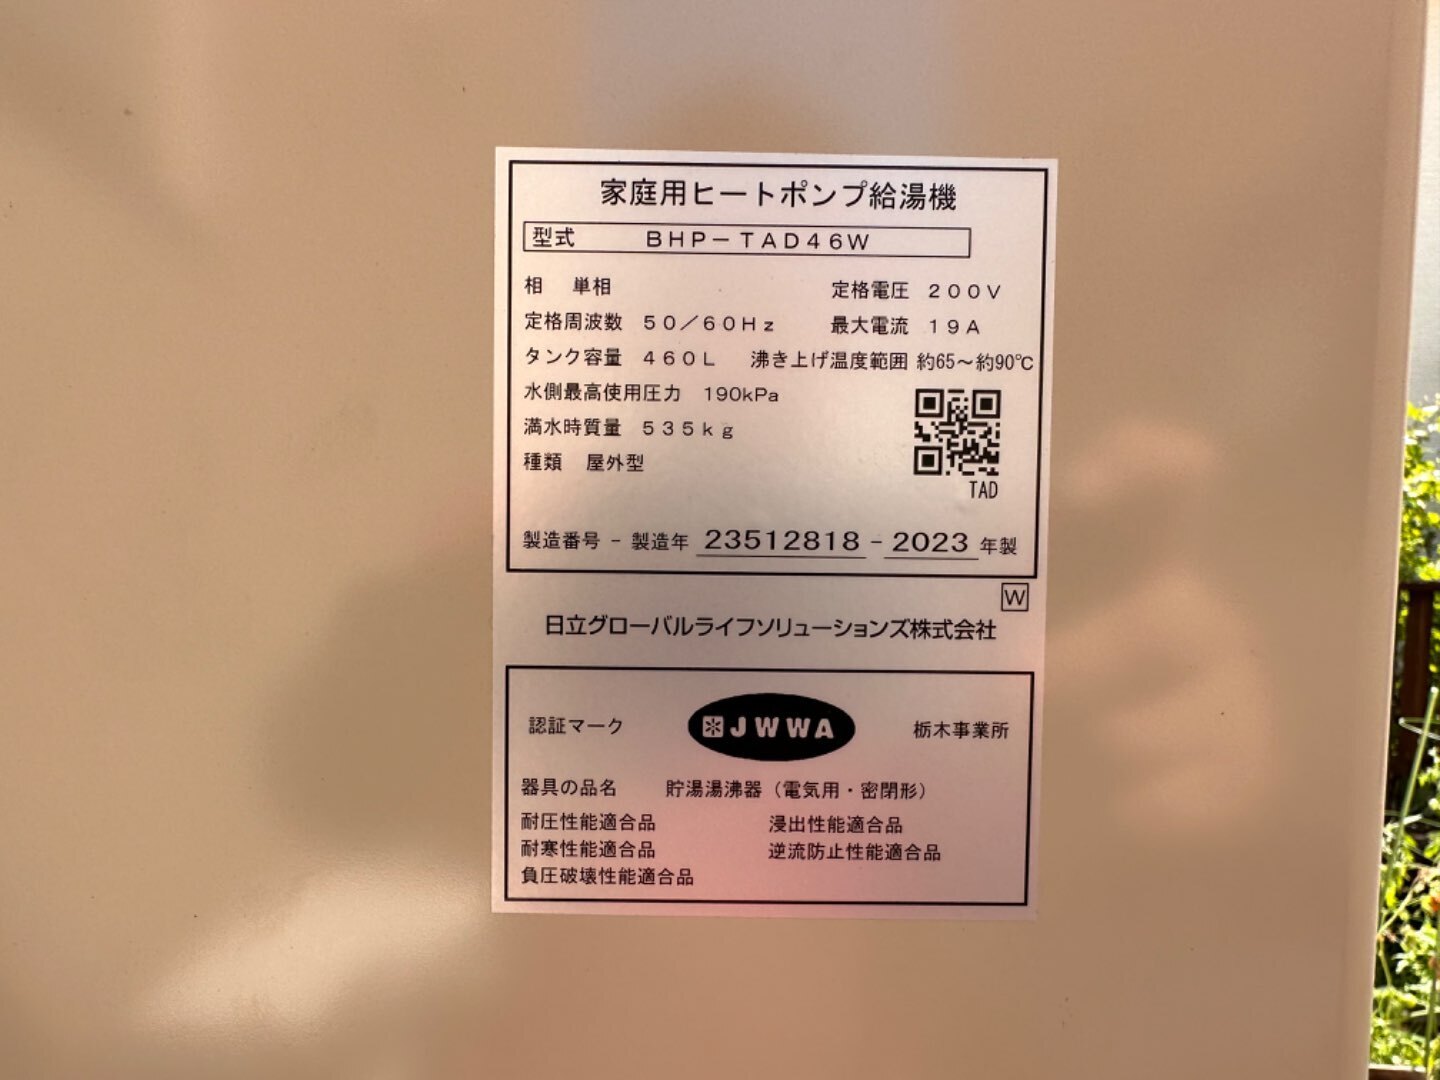 家庭用ヒートポンプ給湯機
型式 BHP－TAD46W
相 単相 定格電圧 200V
定格周波数 50／60Hz 最大電流 19A
タンク容量 460L 沸き上げ温度範囲 約65～約90℃
水側最高使用圧力 190kPa
満水時質量 535kg
種類 屋外型
TAD
製造番号 - 製造年 23512818 - 2023 年製
W
日立グローバルライフソリューションズ株式会社
認証マーク JWWA 栃木事業所
器具の品名 貯湯湯沸器（電気用・密閉形）
耐圧性能適合品 浸出性能適合品
耐寒性能適合品 逆流防止性能適合品
負圧破壊性能適合品